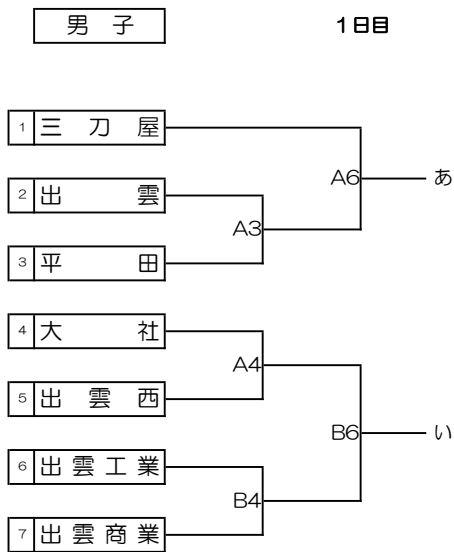 男子 1日目
1 三刀屋
A6 あ
2 出雲
A3
3 平田
4 大社
A4
5 出雲西
B6 い
6 出雲工業
B4
7 出雲商業